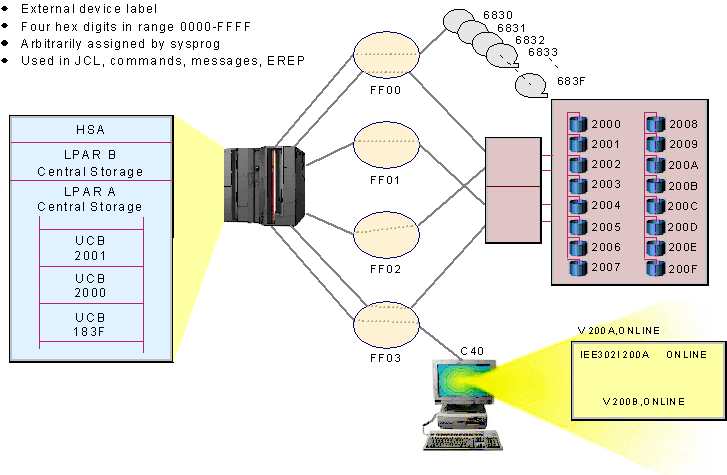 External device label
Four hex digits in range 0000-FFFF
Arbitrarily assigned by sysprog
Used in JCL, commands, messages, EREP
6830
6831
6832
6833
683F
FF00
FF01
FF02
FF03
HSA
LPAR B
Central Storage
LPAR A
Central Storage
UCB
2001
UCB
2000
UCB
183F
2000
2001
2002
2003
2004
2005
2006
2007
2008
2009
200A
200B
200C
200D
200E
200F
C40
V 200A,ONLINE
IEE302I 200A ONLINE
V 200B,ONLINE